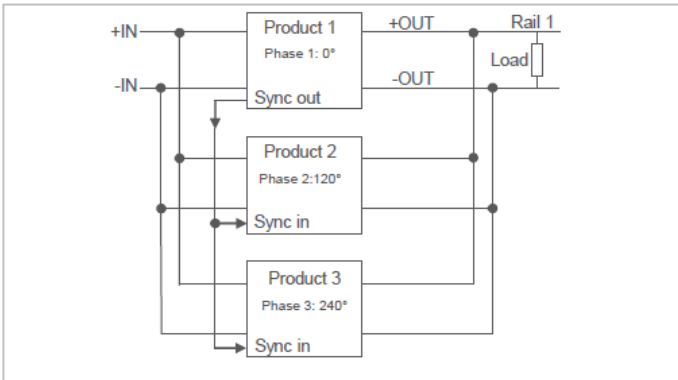 +IN
Product 1
+OUT
Rail 1
Phase 1: 0°
Load
-IN
-OUT
Sync out
Product 2
Phase 2:120°
Sync in
Product 3
Phase 3: 240°
Sync in